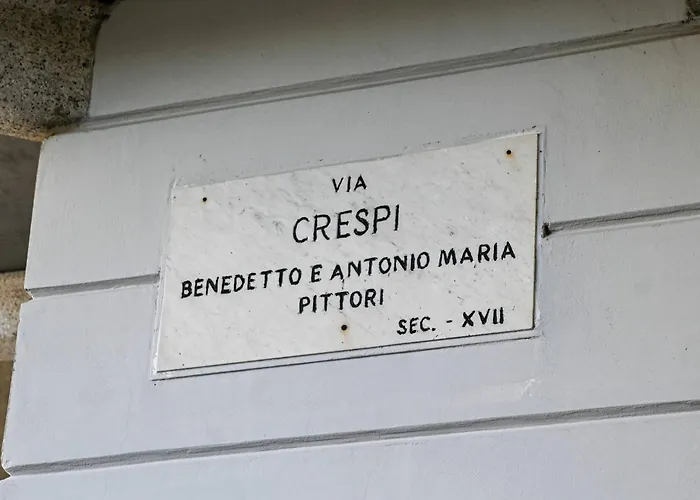 VIA
CRESPI
BENEDETTO E ANTONIO MARIA
PITTORI
SEC. - XVII